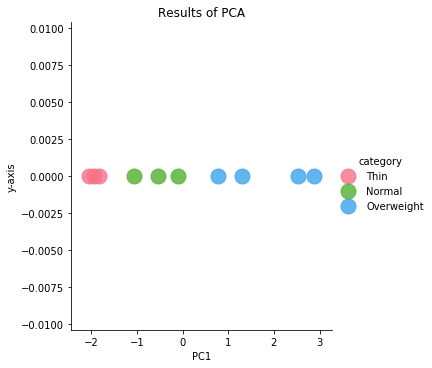 Results of PCA
0.0100
0.0075
0.0050
0.0025
0.0000
−0.0025
−0.0050
−0.0075
−0.0100
y-axis
−2
−1
0
1
2
3
PC1
category
Thin
Normal
Overweight